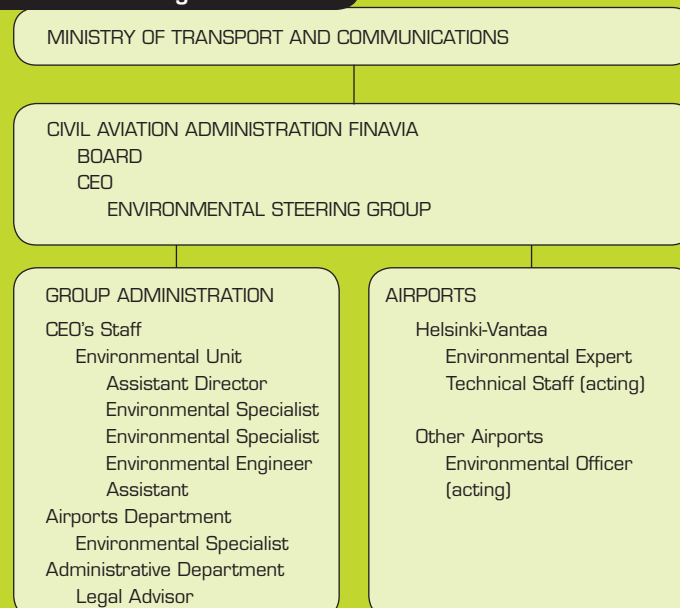 MINISTRY OF TRANSPORT AND COMMUNICATIONS
CIVIL AVIATION ADMINISTRATION FINAVIA
BOARD
CEO
ENVIRONMENTAL STEERING GROUP
GROUP ADMINISTRATION
CEO's Staff
Environmental Unit
Assistant Director
Environmental Specialist
Environmental Specialist
Environmental Engineer
Assistant
Airports Department
Environmental Specialist
Administrative Department
Legal Advisor
AIRPORTS
Helsinki-Vantaa
Environmental Expert
Technical Staff (acting)
Other Airports
Environmental Officer
(acting)